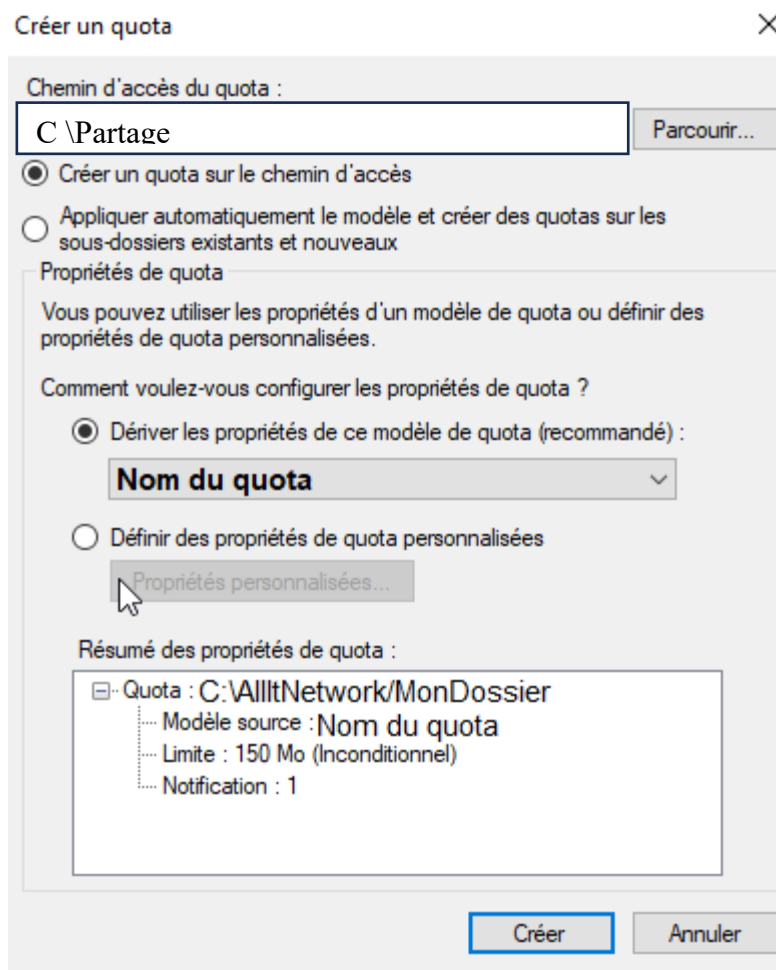 Créer un quota
Chemin d'accès du quota :
C \Partage
Parcourir...
Créer un quota sur le chemin d'accès
Appliquer automatiquement le modèle et créer des quotas sur les
sous-dossiers existants et nouveaux
Propriétés de quota
Vous pouvez utiliser les propriétés d'un modèle de quota ou définir des
propriétés de quota personnalisées.
Comment voulez-vous configurer les propriétés de quota ?
Dériver les propriétés de ce modèle de quota (recommandé) :
Nom du quota
Définir des propriétés de quota personnalisées
Propriétés personnalisées...
Résumé des propriétés de quota :
Quota : C:\AllItNetwork/MonDossier
Modèle source : Nom du quota
Limite : 150 Mo (Inconditionnel)
Notification : 1
Créer
Annuler